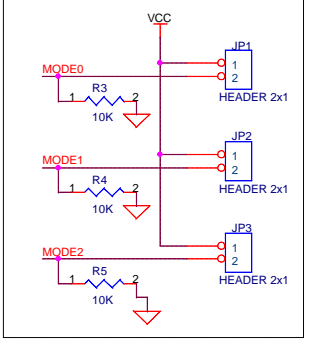 VCC
JP1
1
2
HEADER 2x1
MODE0
R3
1 2
10K
JP2
1
2
HEADER 2x1
MODE1
R4
1 2
10K
JP3
1
2
HEADER 2x1
MODE2
R5
1 2
10K